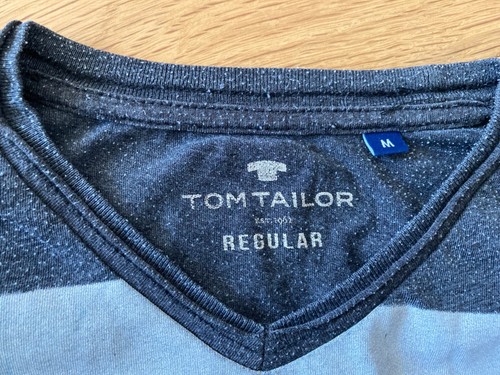 M
TOM TAILOR
EST. 1962
REGULAR